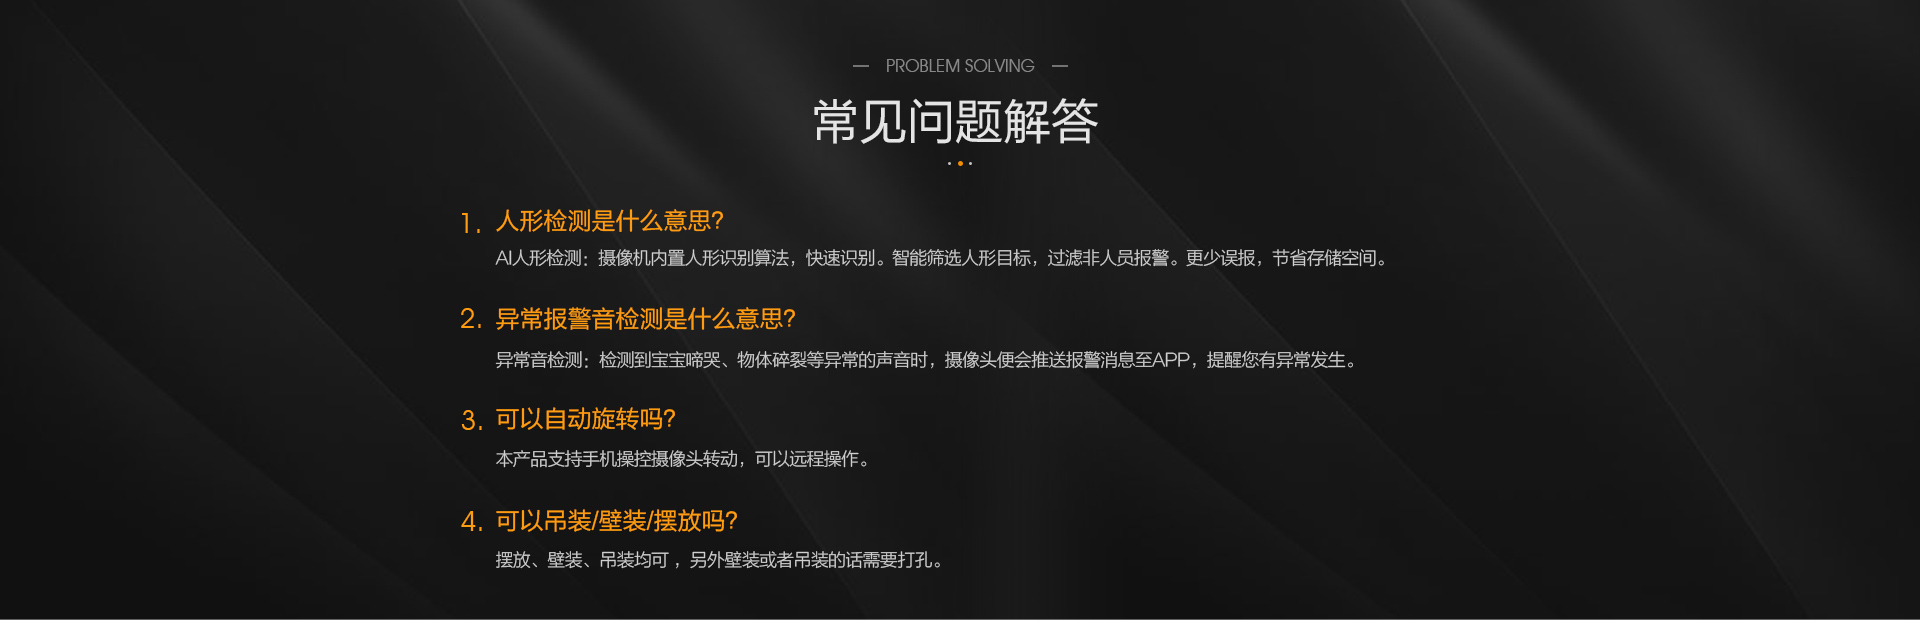 — PROBLEM SOLVING —
常见问题解答
1. 人形检测是什么意思?
AI人形检测：摄像机内置人形识别算法，快速识别。智能筛选人形目标，过滤非人员报警。更少误报，节省存储空间。
2. 异常报警音检测是什么意思?
异常音检测：检测到宝宝啼哭、物体碎裂等异常的声音时，摄像头便会推送报警消息至APP，提醒您有异常发生。
3. 可以自动旋转吗?
本产品支持手机操控摄像头转动，可以远程操作。
4. 可以吊装/壁装/摆放吗?
摆放、壁装、吊装均可，另外壁装或者吊装的话需要打孔。